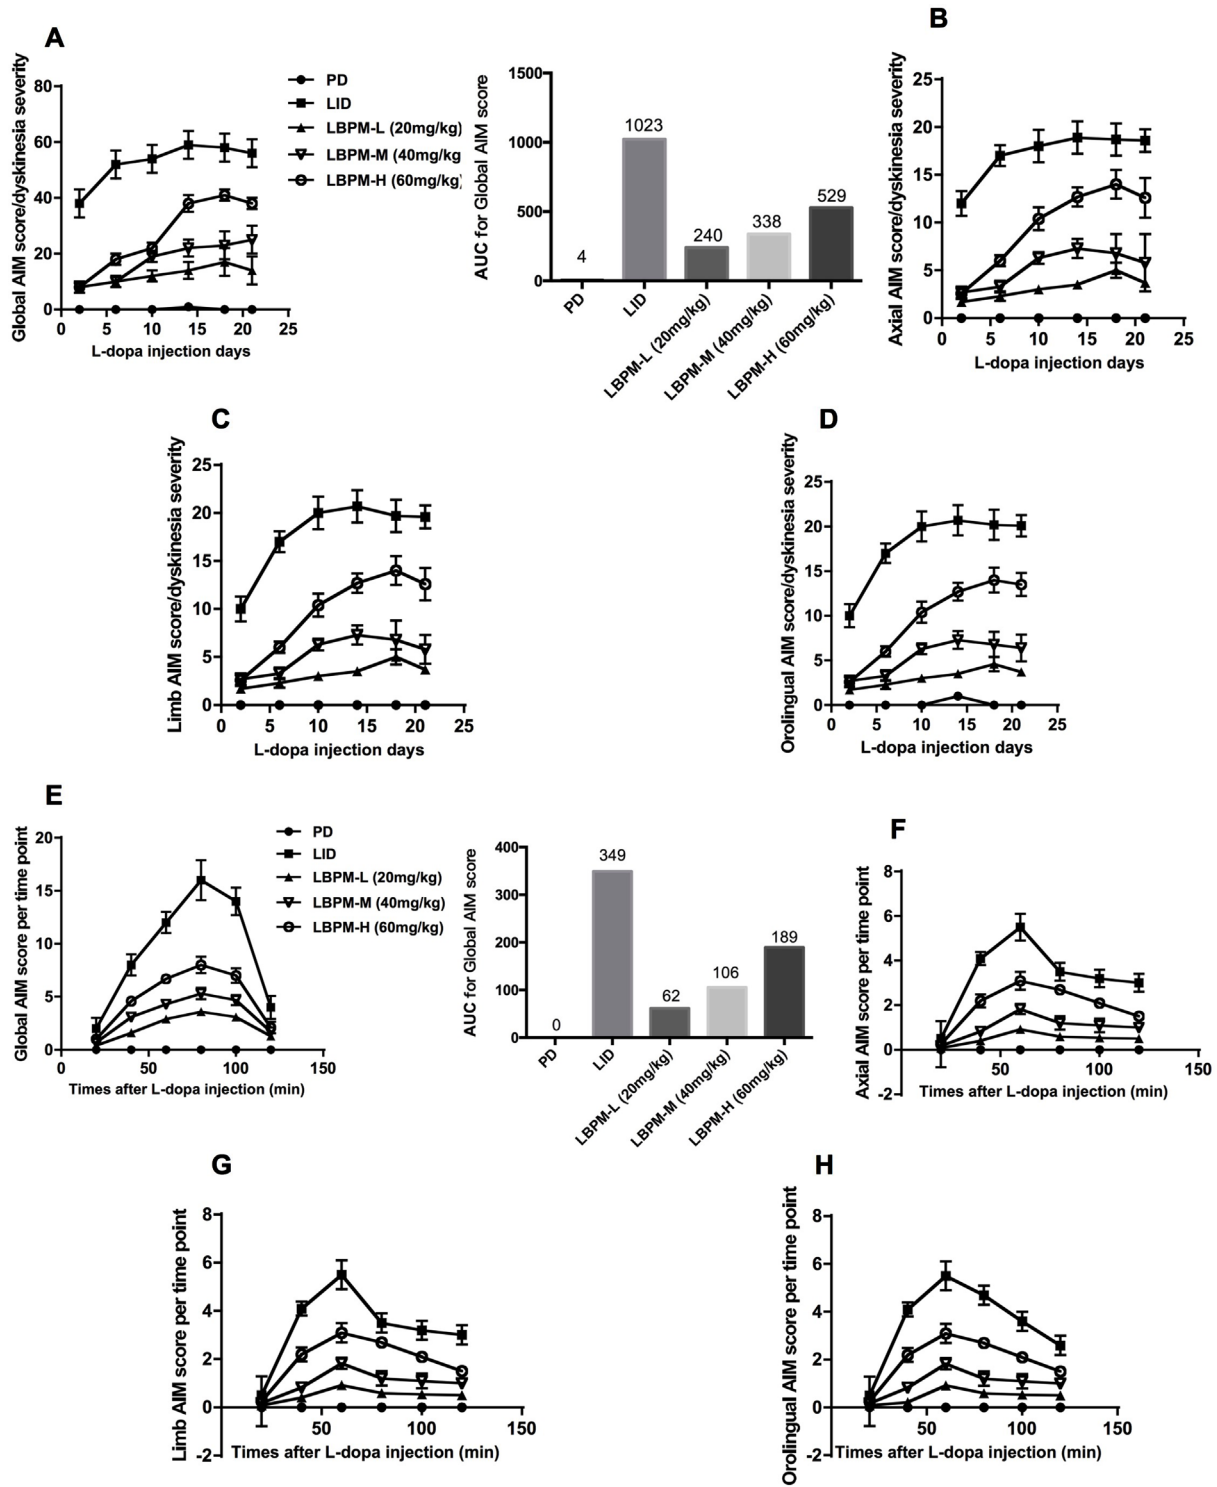 A
Global AIM score/dyskinesia severity
80
60
40
20
0
0 5 10 15 20 25
L-dopa injection days
PD
LID
LBPM-L (20mg/kg)
LBPM-M (40mg/kg
LBPM-H (60mg/kg)
AUC for Global AIM score
1500
1000
500
0
4
1023
240
338
529
PD
LID
LBPM-L (20mg/kg)
LBPM-M (40mg/kg)
LBPM-H (60mg/kg)
B
Axial AIM score/dyskinesia severity
25
20
15
10
5
0
0 5 10 15 20 25
L-dopa injection days
C
Limb AIM score/dyskinesia severity
25
20
15
10
5
0
0 5 10 15 20 25
L-dopa injection days
D
Orolingual AIM score/dyskinesia severity
25
20
15
10
5
0
0 5 10 15 20 25
L-dopa injection days
E
Global AIM score per time point
20
15
10
5
0
50 100 150
Times after L-dopa injection (min)
PD
LID
LBPM-L (20mg/kg)
LBPM-M (40mg/kg)
LBPM-H (60mg/kg)
AUC for Global AIM score
400
300
200
100
0
0
349
62
106
189
PD
LID
LBPM-L (20mg/kg)
LBPM-M (40mg/kg)
LBPM-H (60mg/kg)
F
Axial AIM score per time point
8
6
4
2
0
-2
50 100 150
Times after L-dopa injection (min)
G
Limb AIM score per time point
8
6
4
2
0
-2
50 100 150
Times after L-dopa injection (min)
H
Orolingual AIM score per time point
8
6
4
2
0
-2
50 100 150
Times after L-dopa injection (min)